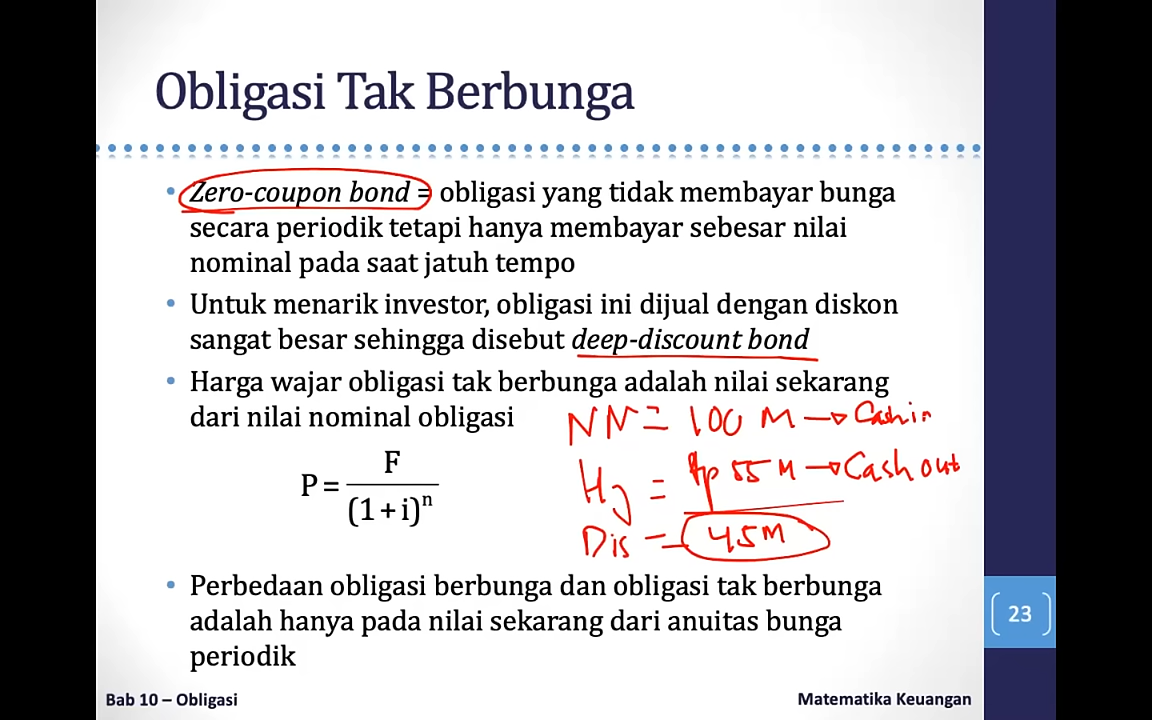 Obligasi Tak Berbunga
• Zero-coupon bond = obligasi yang tidak membayar bunga
secara periodik tetapi hanya membayar sebesar nilai
nominal pada saat jatuh tempo
• Untuk menarik investor, obligasi ini dijual dengan diskon
sangat besar sehingga disebut deep-discount bond
• Harga wajar obligasi tak berbunga adalah nilai sekarang
dari nilai nominal obligasi
NN = 100 M → Cash in
P = F / (1 + i)^n
Hj = Rp 55 M → Cash out
Dis = 45 M
• Perbedaan obligasi berbunga dan obligasi tak berbunga
adalah hanya pada nilai sekarang dari anuitas bunga
periodik
23
Bab 10 – Obligasi
Matematika Keuangan